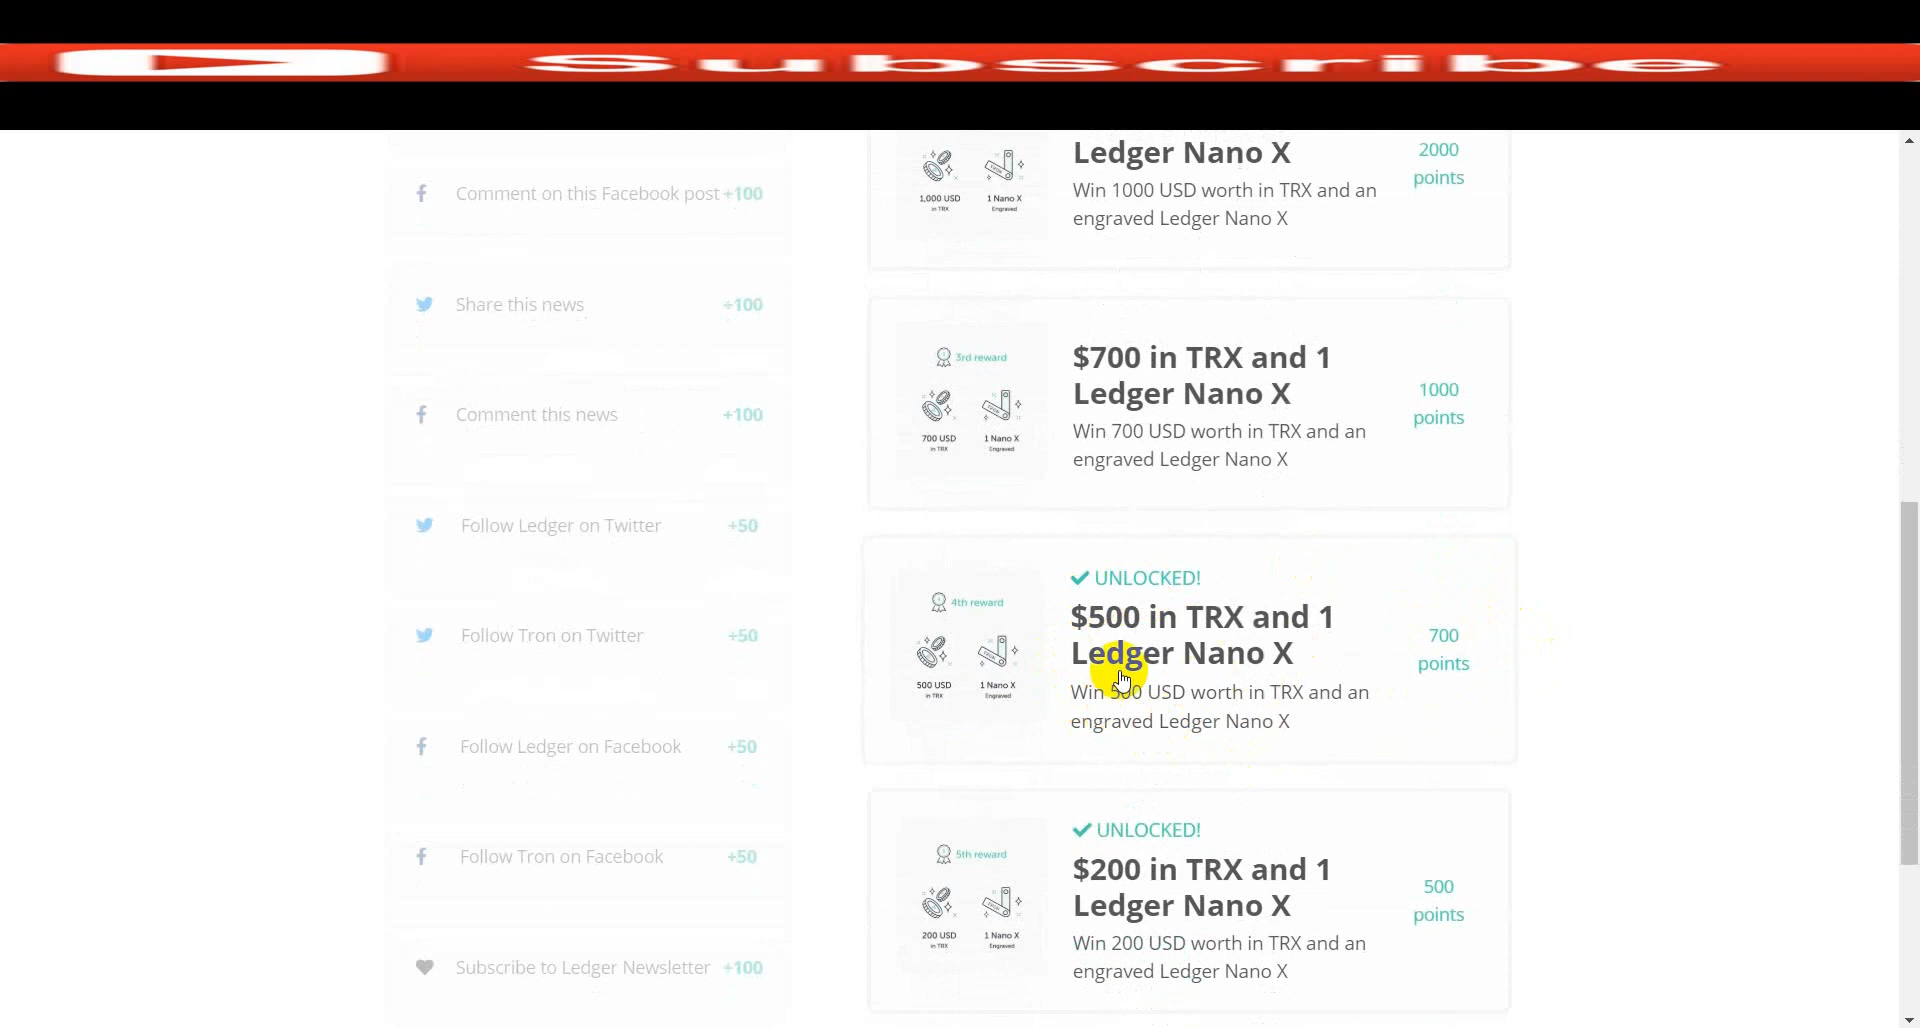 Subscribe
Comment on this Facebook post +100
Share this news +100
Comment this news +100
Follow Ledger on Twitter +50
Follow Tron on Twitter +50
Follow Ledger on Facebook +50
Follow Tron on Facebook +50
Subscribe to Ledger Newsletter +100
1,000 USD
in TRX
1 Nano X
Engraved
Ledger Nano X
Win 1000 USD worth in TRX and an
engraved Ledger Nano X
2000
points
3rd reward
700 USD
in TRX
1 Nano X
Engraved
$700 in TRX and 1
Ledger Nano X
Win 700 USD worth in TRX and an
engraved Ledger Nano X
1000
points
4th reward
500 USD
in TRX
1 Nano X
Engraved
UNLOCKED!
$500 in TRX and 1
Ledger Nano X
Win 500 USD worth in TRX and an
engraved Ledger Nano X
700
points
5th reward
200 USD
in TRX
1 Nano X
Engraved
UNLOCKED!
$200 in TRX and 1
Ledger Nano X
Win 200 USD worth in TRX and an
engraved Ledger Nano X
500
points